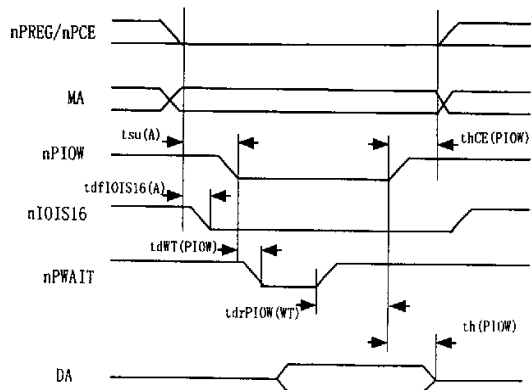 nPREG/nPCE
MA
tsu(A)
thCE(PIOW)
nPIOW
tdfIOIS16(A)
nIOIS16
tdWT(PIOW)
nPWAIT
tdrPIOW(WT)
th(PIOW)
DA